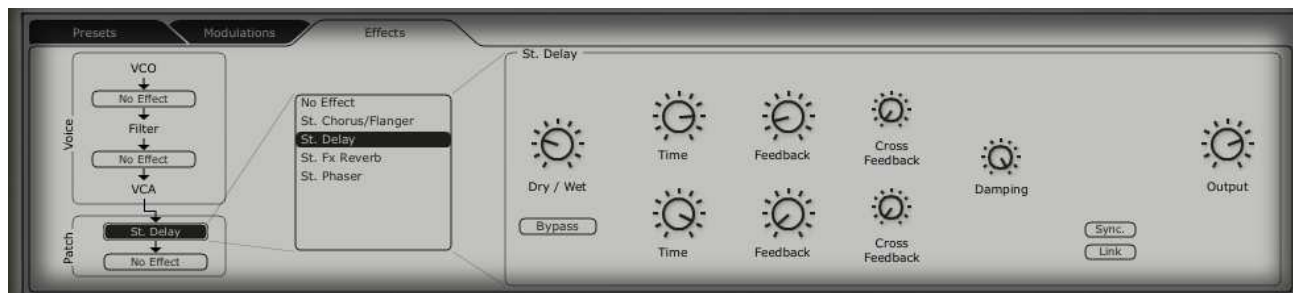 Presets
Modulations
Effects
Voice
VCO
No Effect
Filter
No Effect
VCA
Patch
St. Delay
No Effect
No Effect
St. Chorus/Flanger
St. Delay
St. Fx Reverb
St. Phaser
St. Delay
Dry / Wet
Bypass
Time
Feedback
Cross
Feedback
Time
Feedback
Cross
Feedback
Damping
Sync.
Link
Output